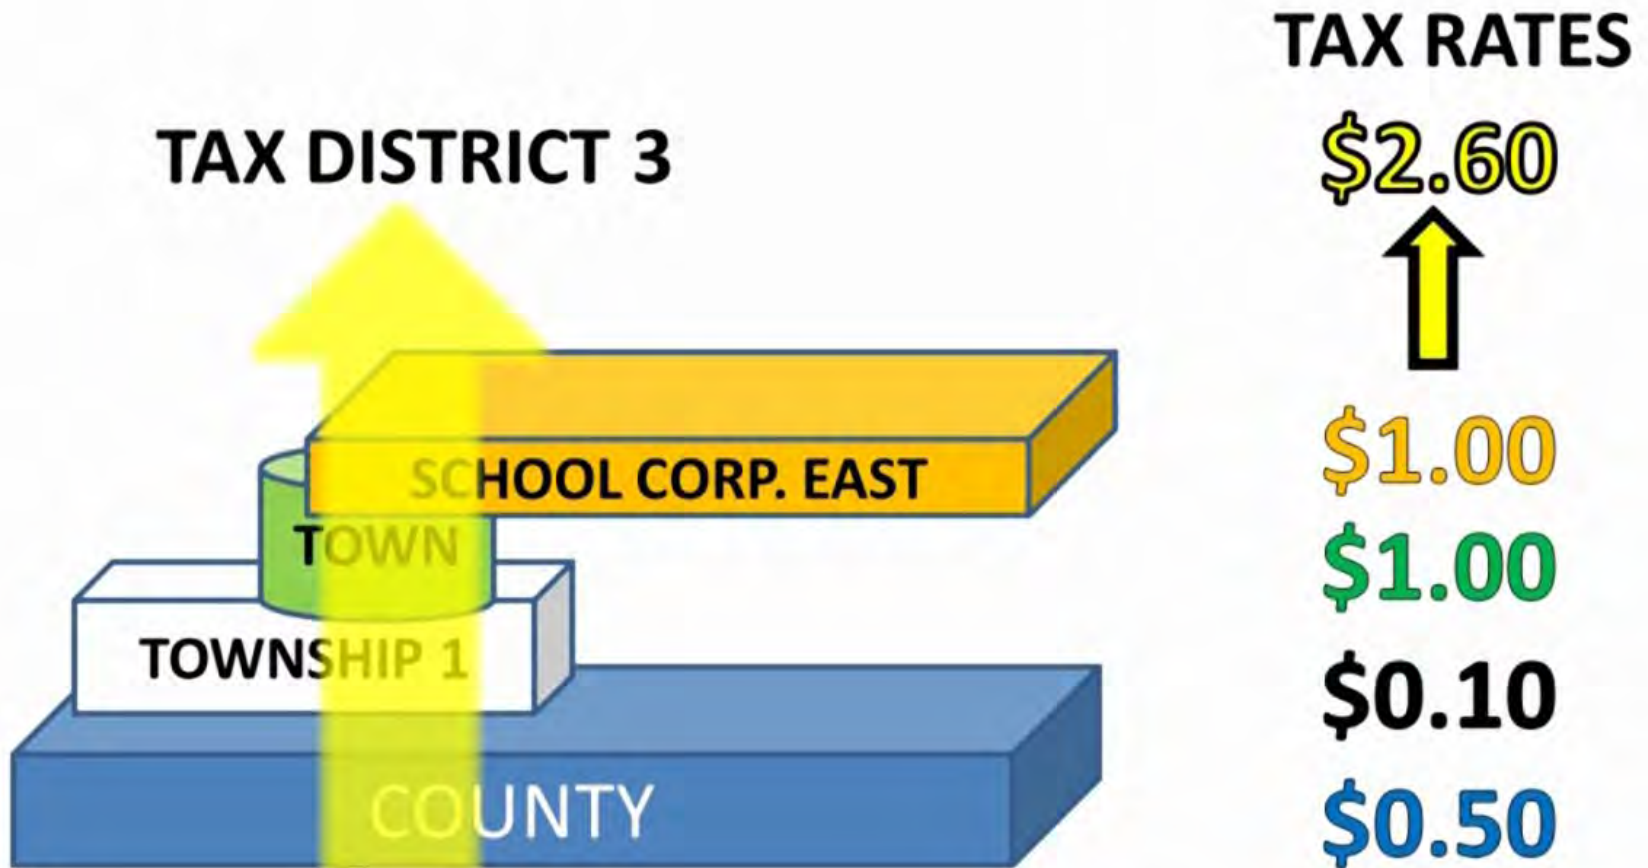 TAX RATES
TAX DISTRICT 3
$2.60
SCHOOL CORP. EAST
$1.00
TOWN
$1.00
TOWNSHIP 1
$0.10
COUNTY
$0.50